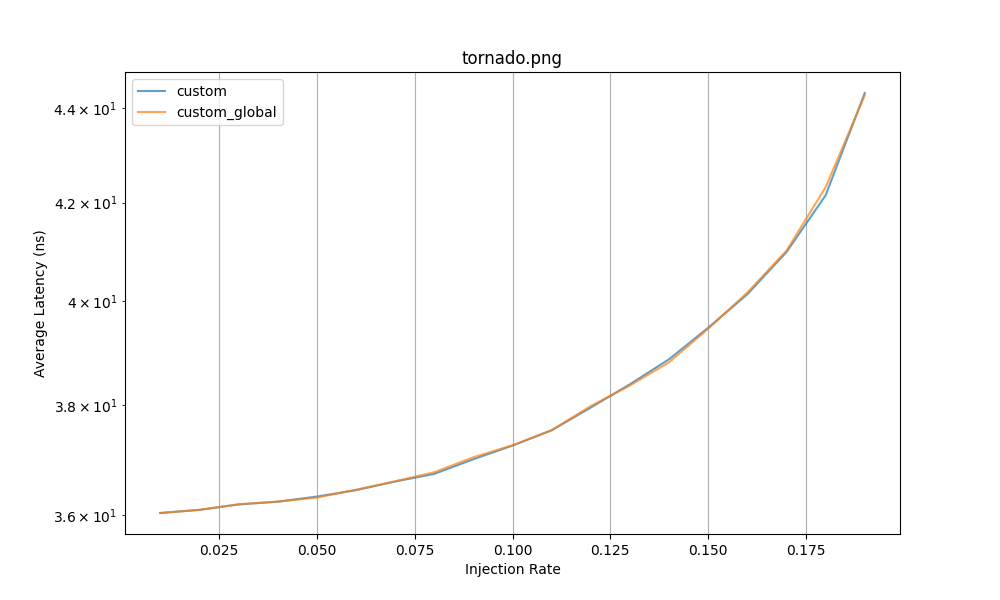 tornado.png
custom
custom_global
4.4 × 10¹
4.2 × 10¹
4 × 10¹
3.8 × 10¹
3.6 × 10¹
Average Latency (ns)
0.025 0.050 0.075 0.100 0.125 0.150 0.175
Injection Rate